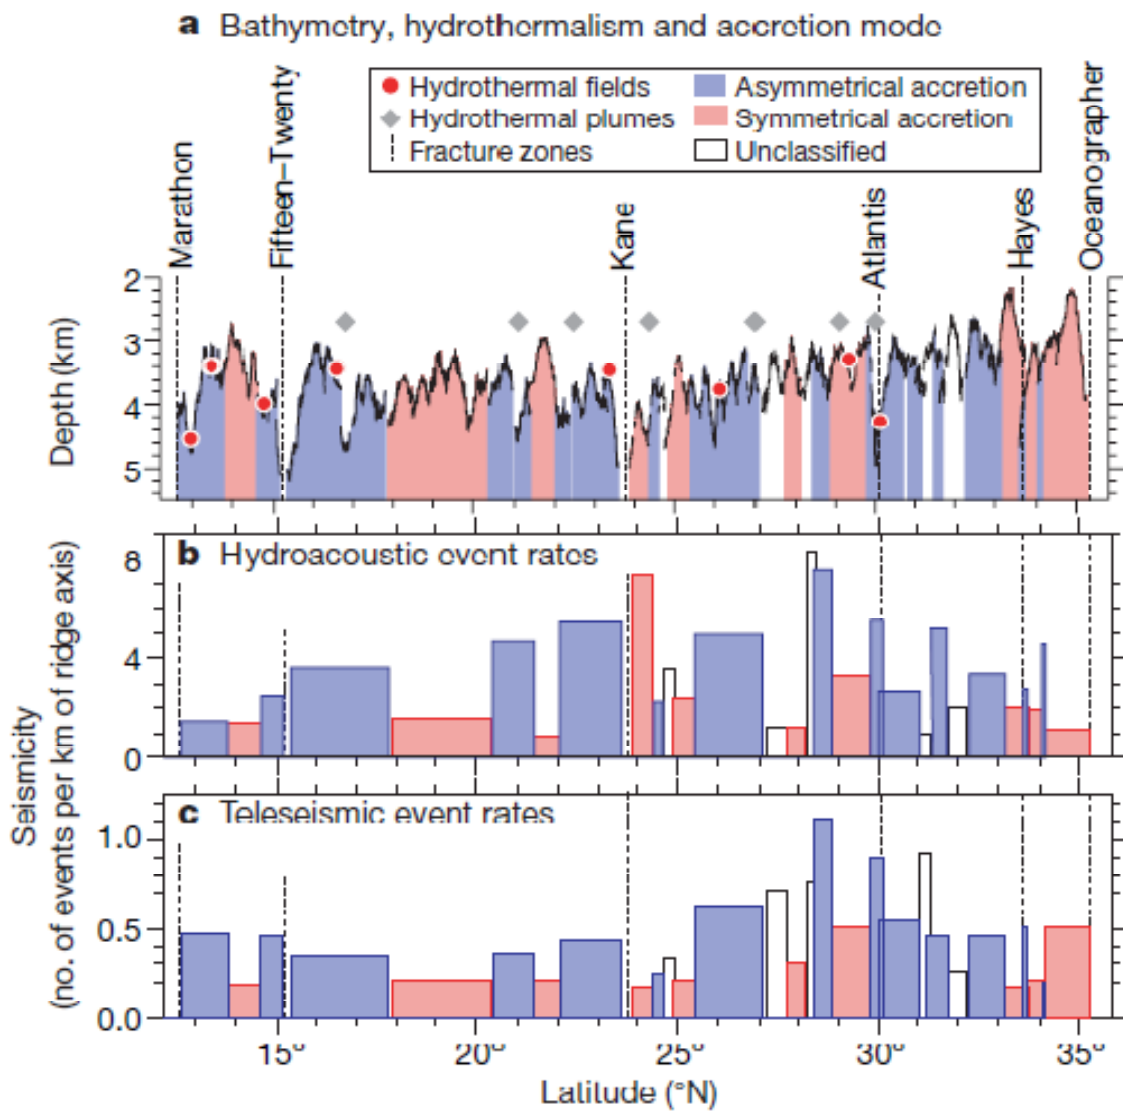 a Bathymetry, hydrothermalism and accretion mode
Hydrothermal fields
Asymmetrical accretion
Hydrothermal plumes
Symmetrical accretion
Fracture zones
Unclassified
Marathon
Fifteen–Twenty
Kane
Atlantis
Hayes
Oceanographer
Depth (km)
2
3
4
5
b Hydroacoustic event rates
8
4
0
c Teleseismic event rates
1.0
0.5
0.0
Seismicity
(no. of events per km of ridge axis)
15° 20° 25° 30° 35°
Latitude (°N)